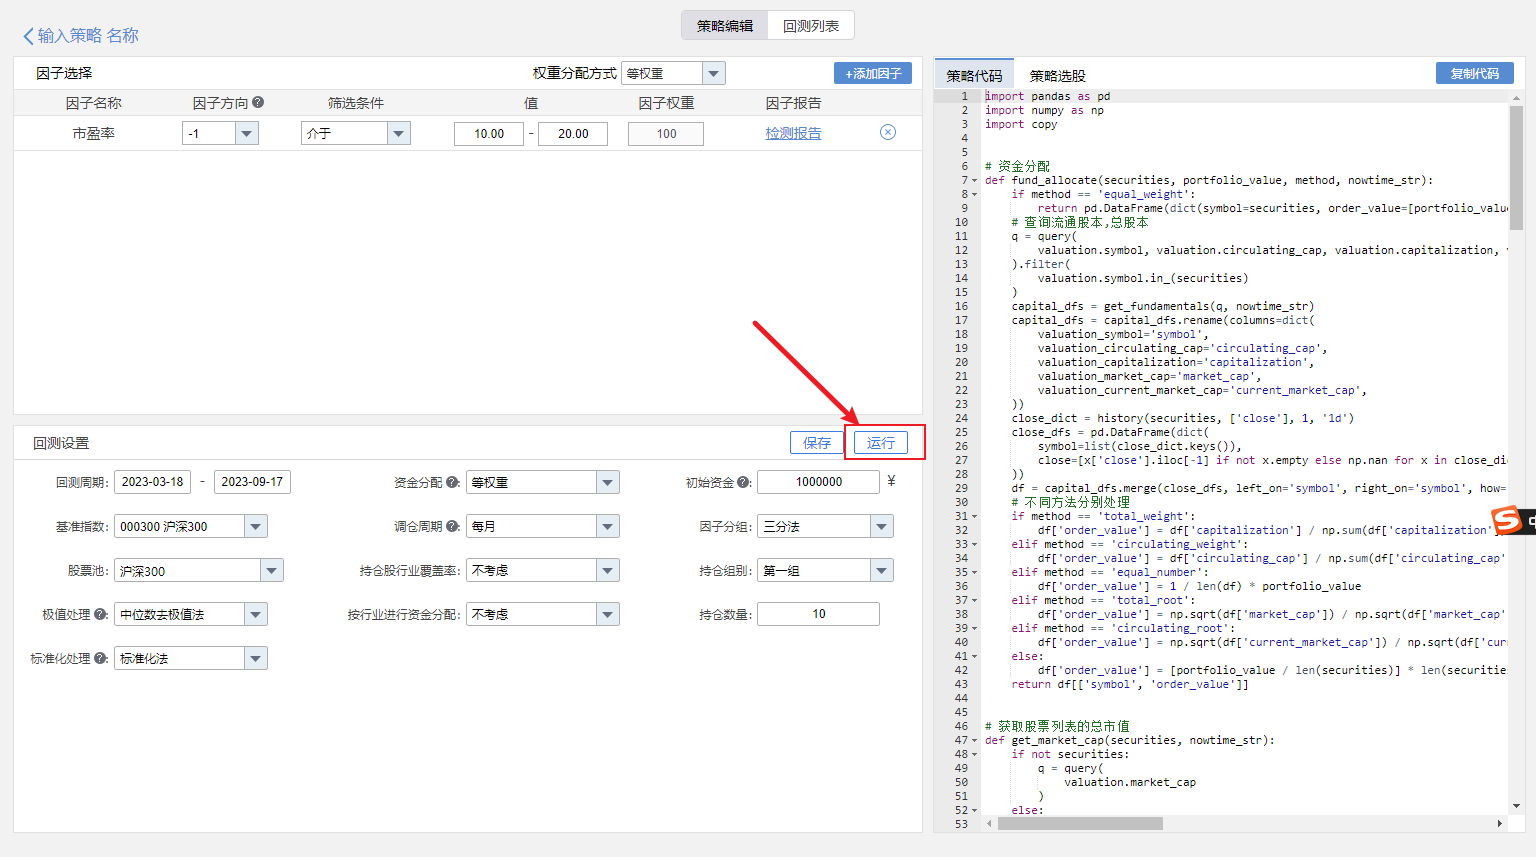 策略编辑 回测列表
输入策略 名称
因子选择 权重分配方式 等权重 +添加因子
因子名称 因子方向 ? 筛选条件 值 因子权重 因子报告
市盈率 -1 介于 10.00 - 20.00 100 检测报告
回测设置 保存 运行
回测周期: 2023-03-18 - 2023-09-17 资金分配 ?: 等权重 初始资金 ?: 1000000 ¥
基准指数: 000300 沪深300 调仓周期 ?: 每月 因子分组: 三分法
股票池: 沪深300 持仓股行业覆盖率: 不考虑 持仓组别: 第一组
极值处理 ?: 中位数去极值法 按行业进行资金分配: 不考虑 持仓数量: 10
标准化处理 ?: 标准化法
策略代码 策略选股 复制代码
1 import pandas as pd
2 import numpy as np
3 import copy
4
5
6 # 资金分配
7 def fund_allocate(securities, portfolio_value, method, nowtime_str):
8 if method == 'equal_weight':
9 return pd.DataFrame(dict(symbol=securities, order_value=[portfolio_valu
10 # 查询流通股本,总股本
11 q = query(
12 valuation.symbol, valuation.circulating_cap, valuation.capitalization,
13 ).filter(
14 valuation.symbol.in_(securities)
15 )
16 capital_dfs = get_fundamentals(q, nowtime_str)
17 capital_dfs = capital_dfs.rename(columns=dict(
18 valuation_symbol='symbol',
19 valuation_circulating_cap='circulating_cap',
20 valuation_capitalization='capitalization',
21 valuation_market_cap='market_cap',
22 valuation_current_market_cap='current_market_cap',
23 ))
24 close_dict = history(securities, ['close'], 1, '1d')
25 close_dfs = pd.DataFrame(dict(
26 symbol=list(close_dict.keys()),
27 close=[x['close'].iloc[-1] if not x.empty else np.nan for x in close_di
28 ))
29 df = capital_dfs.merge(close_dfs, left_on='symbol', right_on='symbol', how=
30 # 不同方法分别处理
31 if method == 'total_weight':
32 df['order_value'] = df['capitalization'] / np.sum(df['capitalization'
33 elif method == 'circulating_weight':
34 df['order_value'] = df['circulating_cap'] / np.sum(df['circulating_cap'
35 elif method == 'equal_number':
36 df['order_value'] = 1 / len(df) * portfolio_value
37 elif method == 'total_root':
38 df['order_value'] = np.sqrt(df['market_cap']) / np.sqrt(df['market_cap'
39 elif method == 'circulating_root':
40 df['order_value'] = np.sqrt(df['current_market_cap']) / np.sqrt(df['cur
41 else:
42 df['order_value'] = [portfolio_value / len(securities)] * len(securitie
43 return df[['symbol', 'order_value']]
44
45
46 # 获取股票列表的总市值
47 def get_market_cap(securities, nowtime_str):
48 if not securities:
49 q = query(
50 valuation.market_cap
51 )
52 else:
53